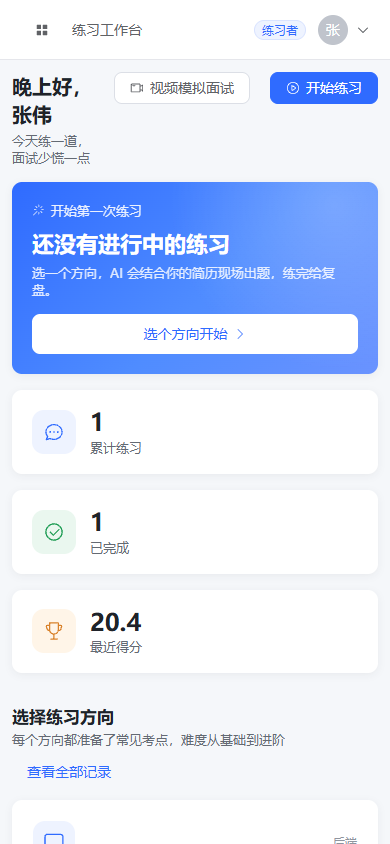 练习工作台
练习者
张
晚上好，
张伟
今天练一道，
面试少慌一点
视频模拟面试
开始练习
开始第一次练习
还没有进行中的练习
选一个方向，AI 会结合你的简历现场出题，练完给复
盘。
选个方向开始
1
累计练习
1
已完成
20.4
最近得分
选择练习方向
每个方向都准备了常见考点，难度从基础到进阶
查看全部记录
后端